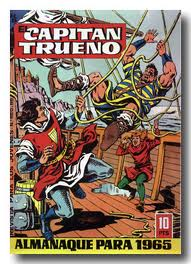 EL
CAPITAN
TRUENO
10
PTS
ALMANAQUE PARA 1965